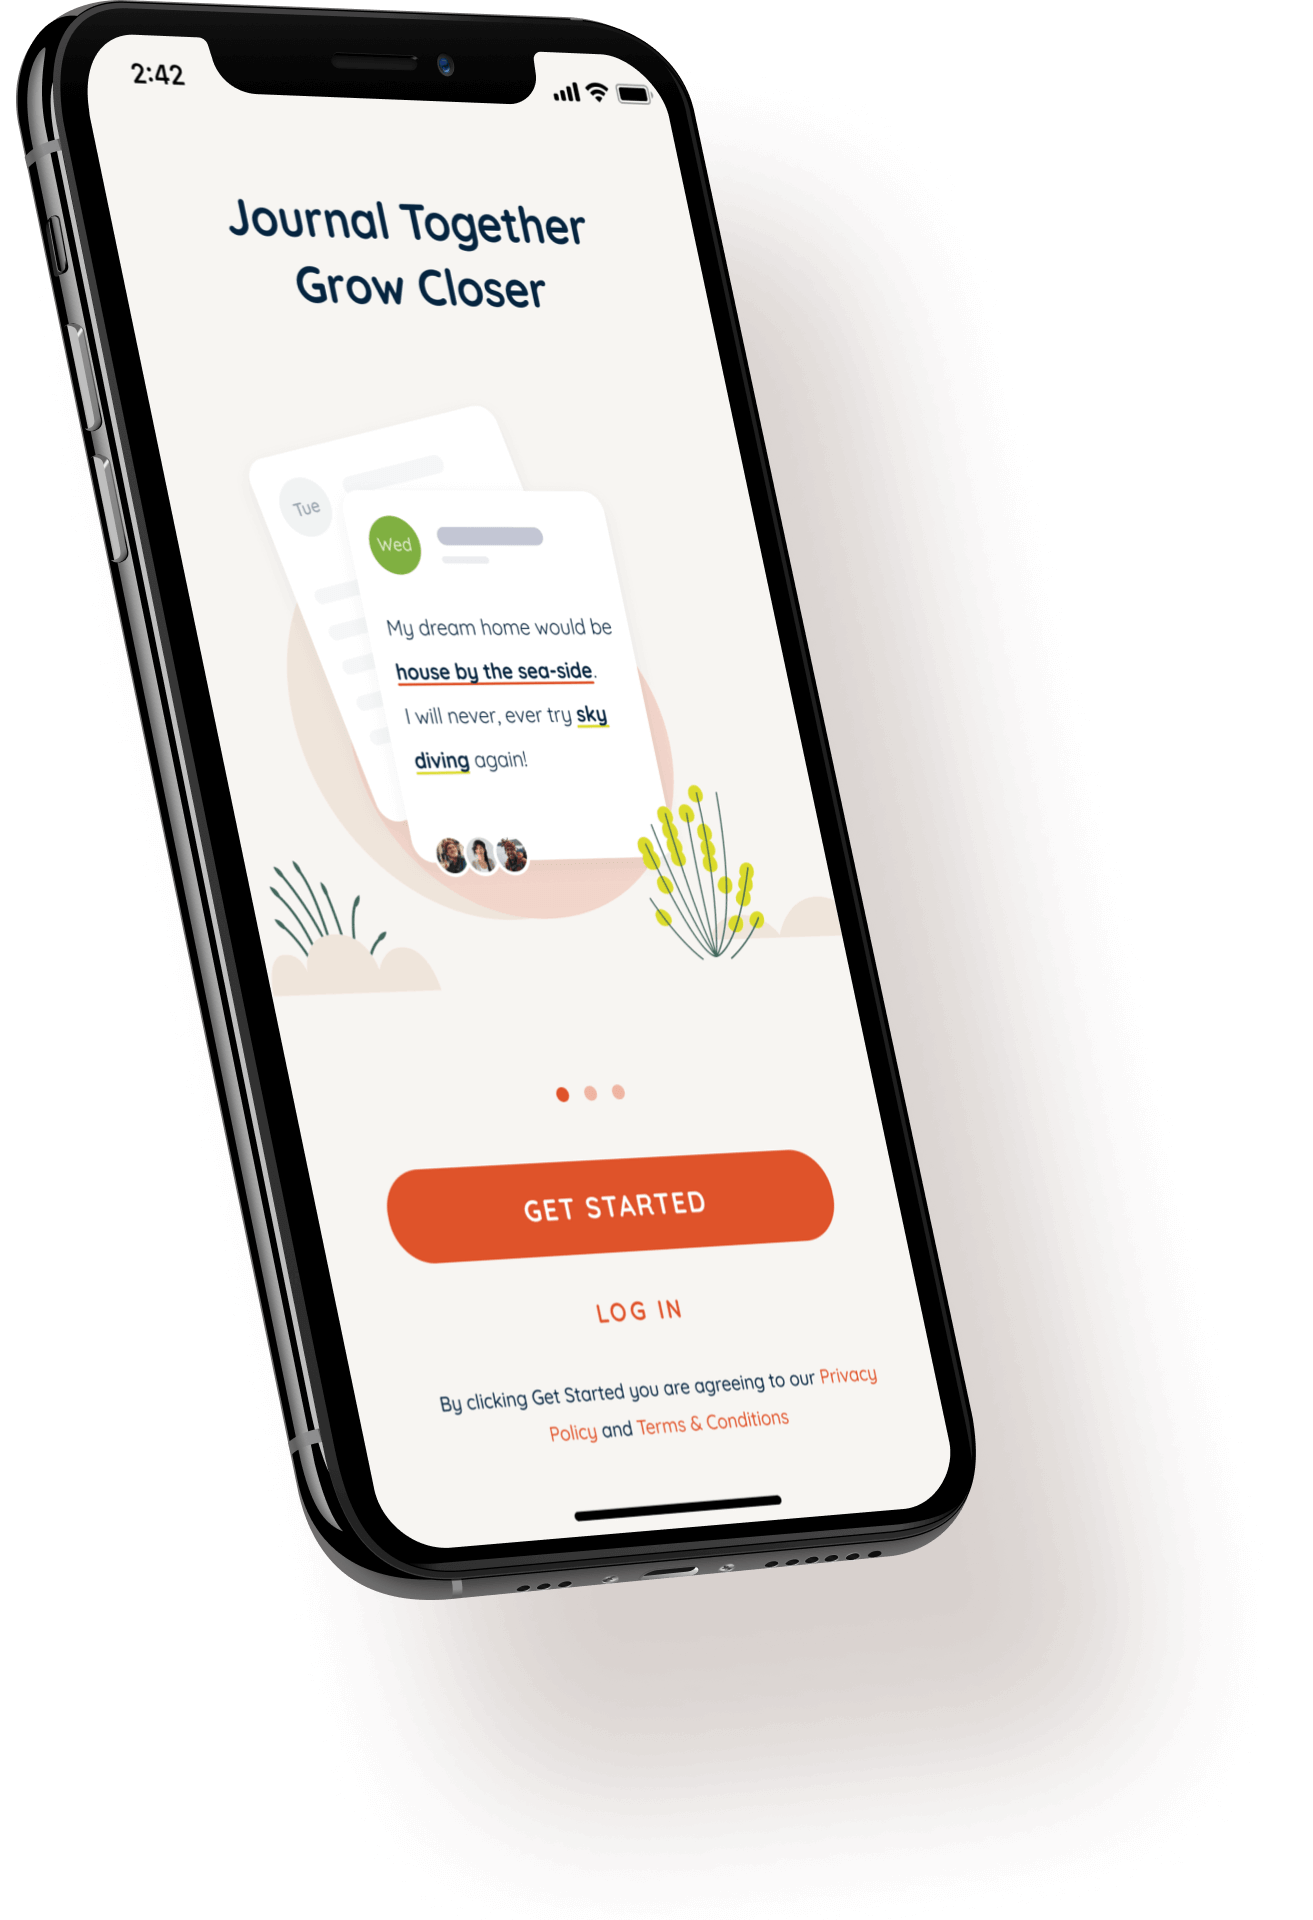 2:42
Journal Together
Grow Closer
Tue
Wed
My dream home would be
house by the sea-side.
I will never, ever try sky
diving again!
GET STARTED
LOG IN
By clicking Get Started you are agreeing to our Privacy
Policy and Terms & Conditions